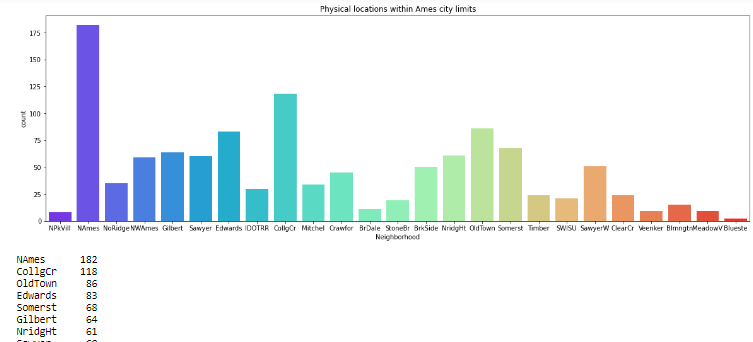 Physical locations within Ames city limits
175
150
125
100
75
50
25
0
count
NPkVill NAmes NoRidge NWAmes Gilbert Sawyer Edwards IDOTRR CollgCr Mitchel Crawfor BrDale StoneBr BrkSide NridgHt OldTown Somerst Timber SWISU SawyerW ClearCr Veenker Blmngtn MeadowV Blueste
Neighborhood
NAmes 182
CollgCr 118
OldTown 86
Edwards 83
Somerst 68
Gilbert 64
NridgHt 61